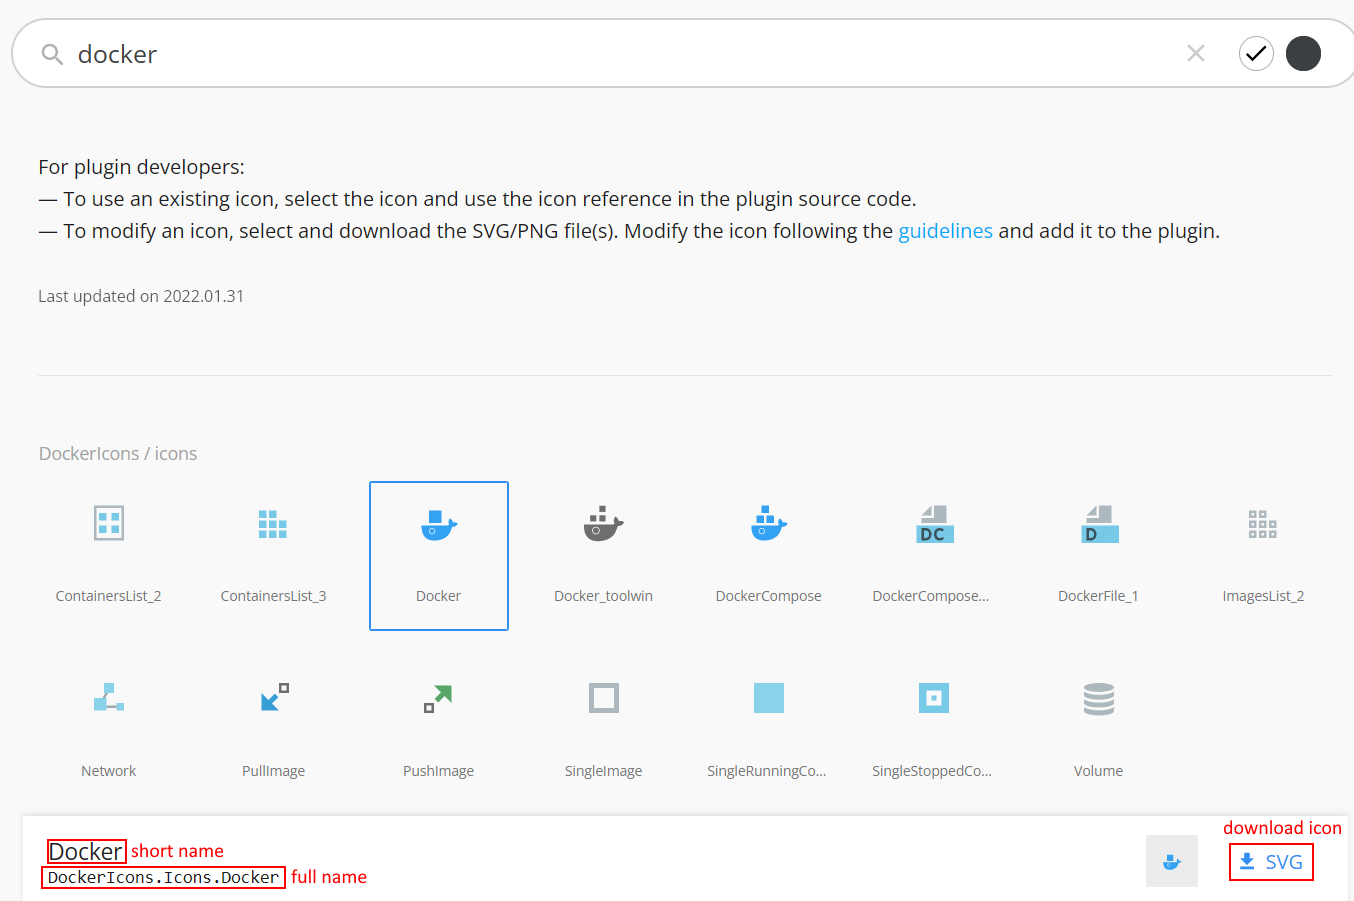 docker
For plugin developers:
— To use an existing icon, select the icon and use the icon reference in the plugin source code.
— To modify an icon, select and download the SVG/PNG file(s). Modify the icon following the guidelines and add it to the plugin.
Last updated on 2022.01.31
DockerIcons / icons
DC
D
ContainersList_2
ContainersList_3
Docker
Docker_toolwin
DockerCompose
DockerCompose...
DockerFile_1
ImagesList_2
Network
PullImage
PushImage
SingleImage
SingleRunningCo...
SingleStoppedCo...
Volume
Docker short name
DockerIcons.Icons.Docker full name
download icon
SVG